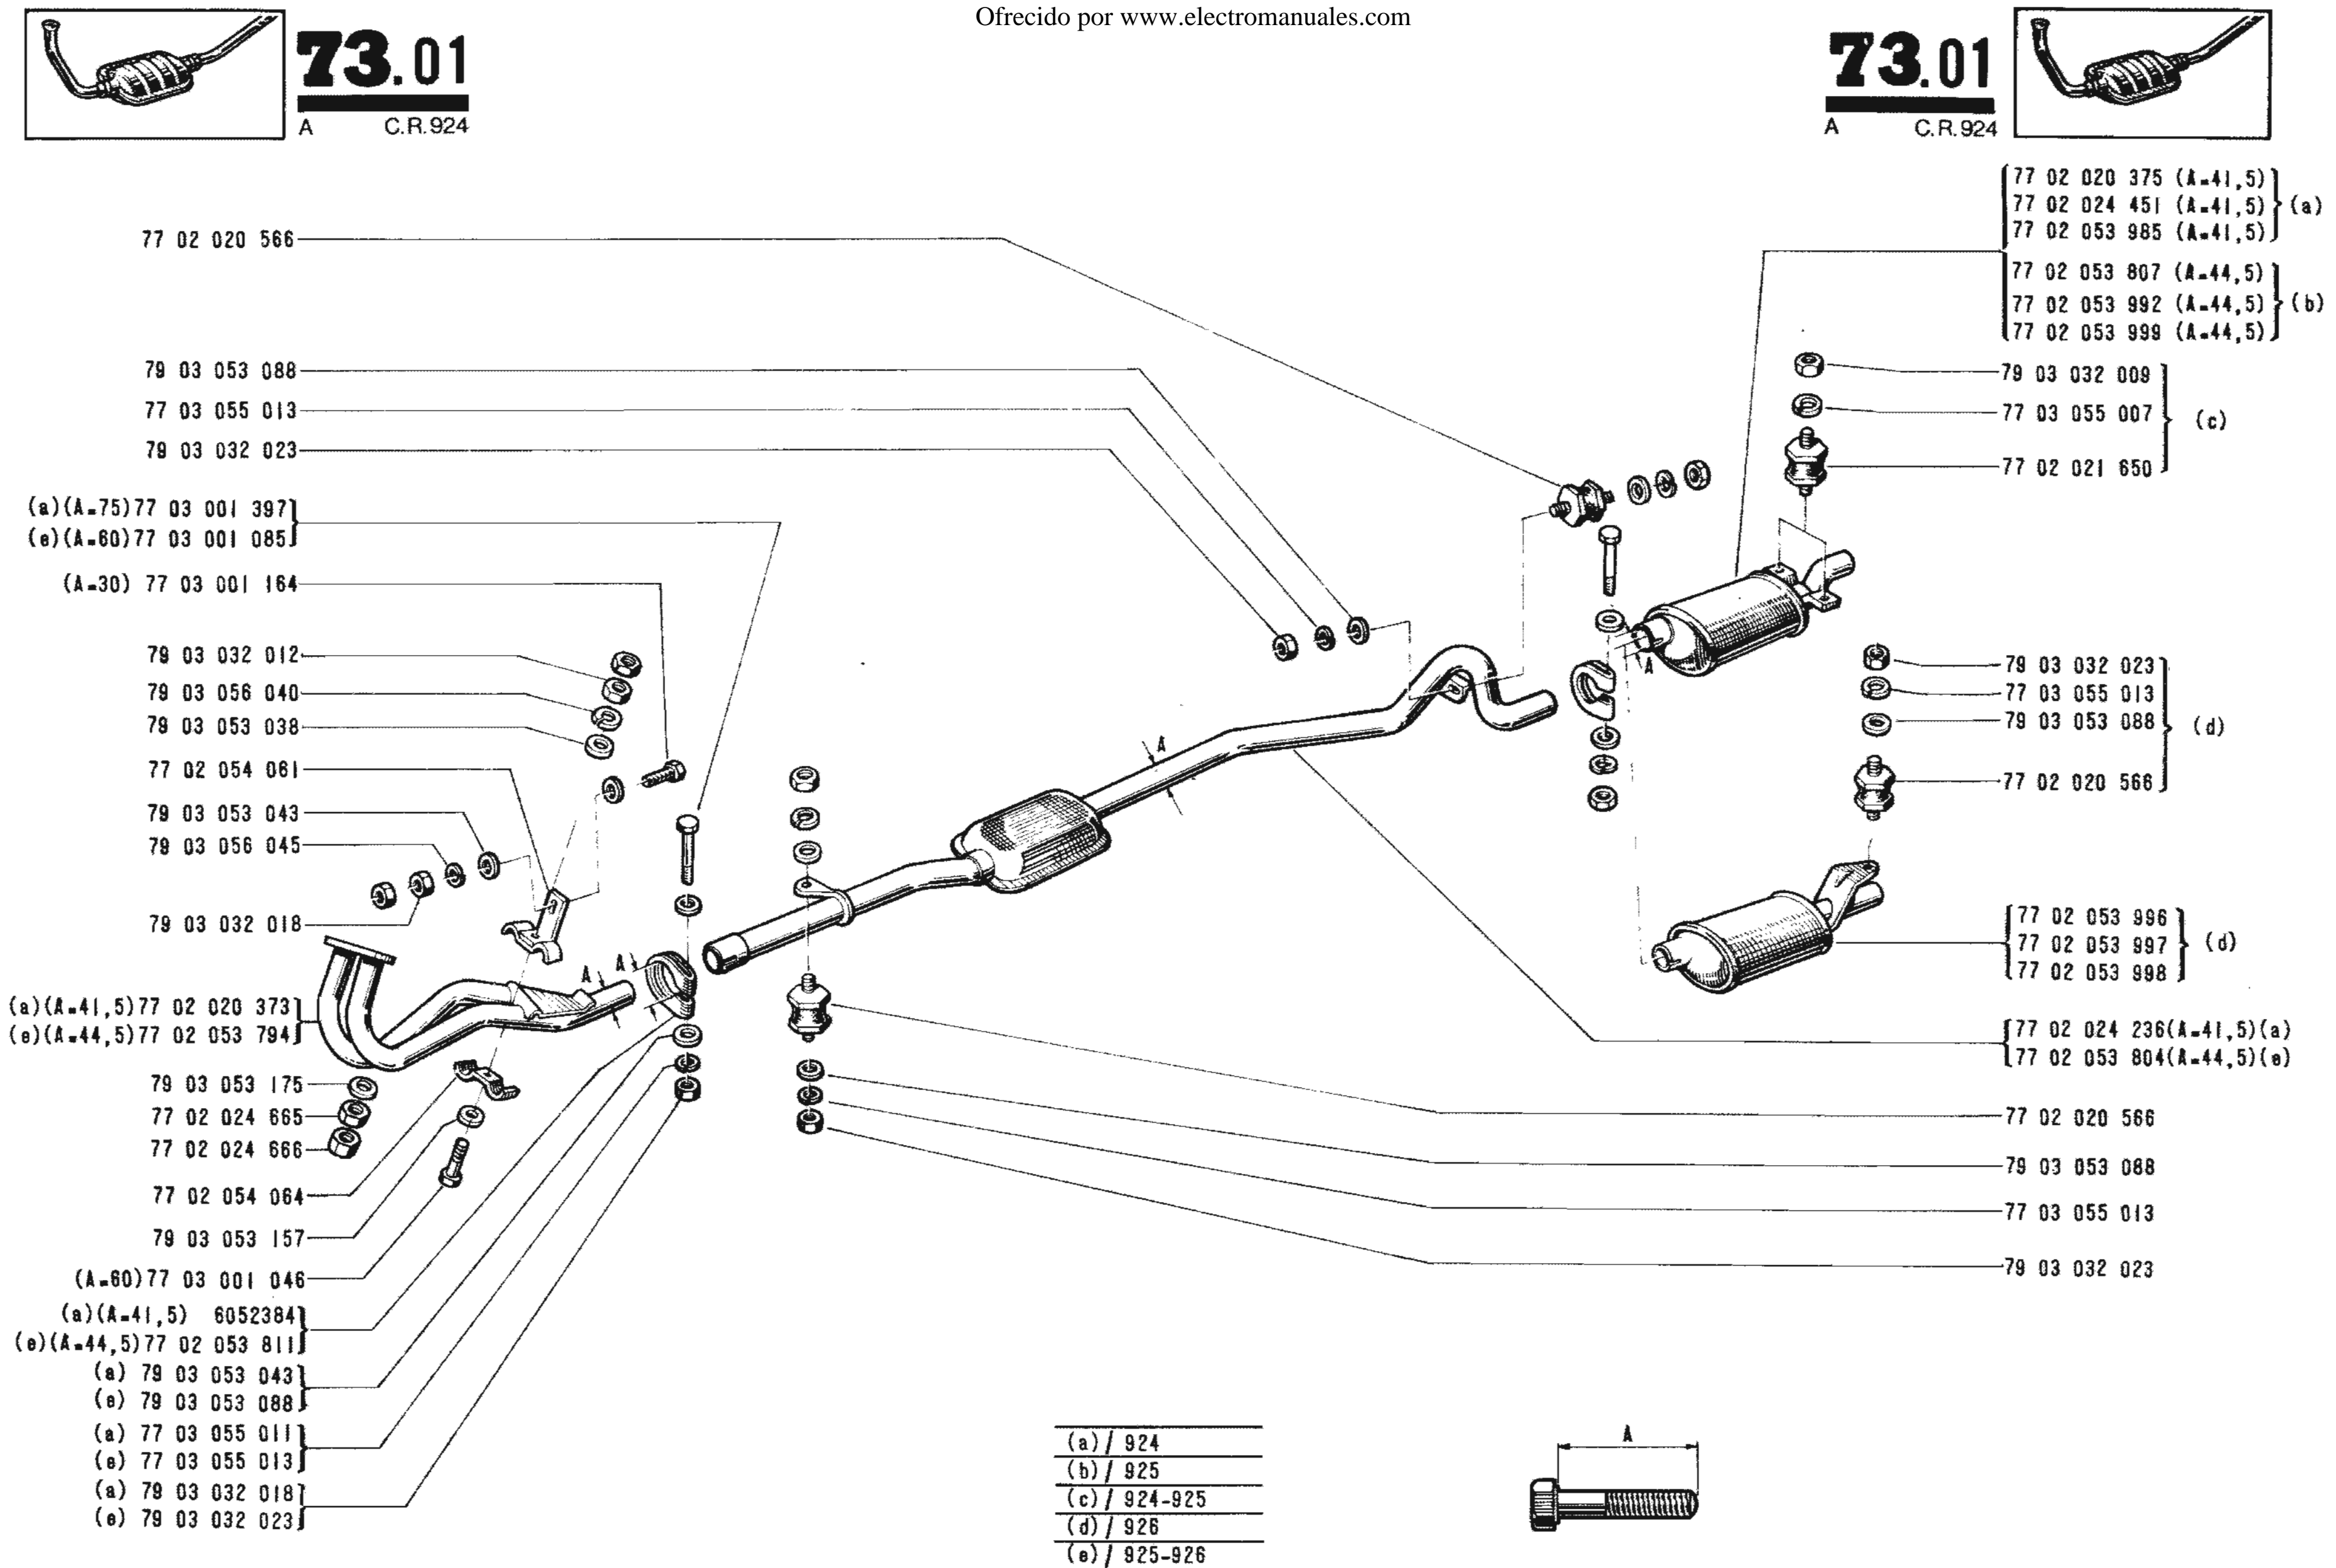 Ofrecido por www.electromanuales.com
73.01
A C.R.924
73.01
A C.R.924
77 02 020 566
79 03 053 088
77 03 055 013
79 03 032 023
(a)(A=75)77 03 001 397
(e)(A=60)77 03 001 085
(A=30) 77 03 001 164
79 03 032 012
79 03 056 040
79 03 053 038
77 02 054 061
79 03 053 043
79 03 056 045
79 03 032 018
(a)(A=41,5)77 02 020 373
(e)(A=44,5)77 02 053 794
79 03 053 175
77 02 024 665
77 02 024 666
77 02 054 064
79 03 053 157
(A=60)77 03 001 046
(a)(A=41,5) 6052384
(e)(A=44,5)77 02 053 811
(a) 79 03 053 043
(e) 79 03 053 088
(a) 77 03 055 011
(e) 77 03 055 013
(a) 79 03 032 018
(e) 79 03 032 023
A
A
A
A
77 02 020 375 (A=41,5)
77 02 024 451 (A=41,5) (a)
77 02 053 985 (A=41,5)
77 02 053 807 (A=44,5)
77 02 053 992 (A=44,5) (b)
77 02 053 999 (A=44,5)
79 03 032 009
77 03 055 007 (c)
77 02 021 650
79 03 032 023
77 03 055 013
79 03 053 088 (d)
77 02 020 566
77 02 053 996
77 02 053 997 (d)
77 02 053 998
77 02 024 236(A=41,5)(a)
77 02 053 804(A=44,5)(e)
77 02 020 566
79 03 053 088
77 03 055 013
79 03 032 023
(a)/ 924
(b)/ 925
(c)/ 924-925
(d)/ 926
(e)/ 925-926
A